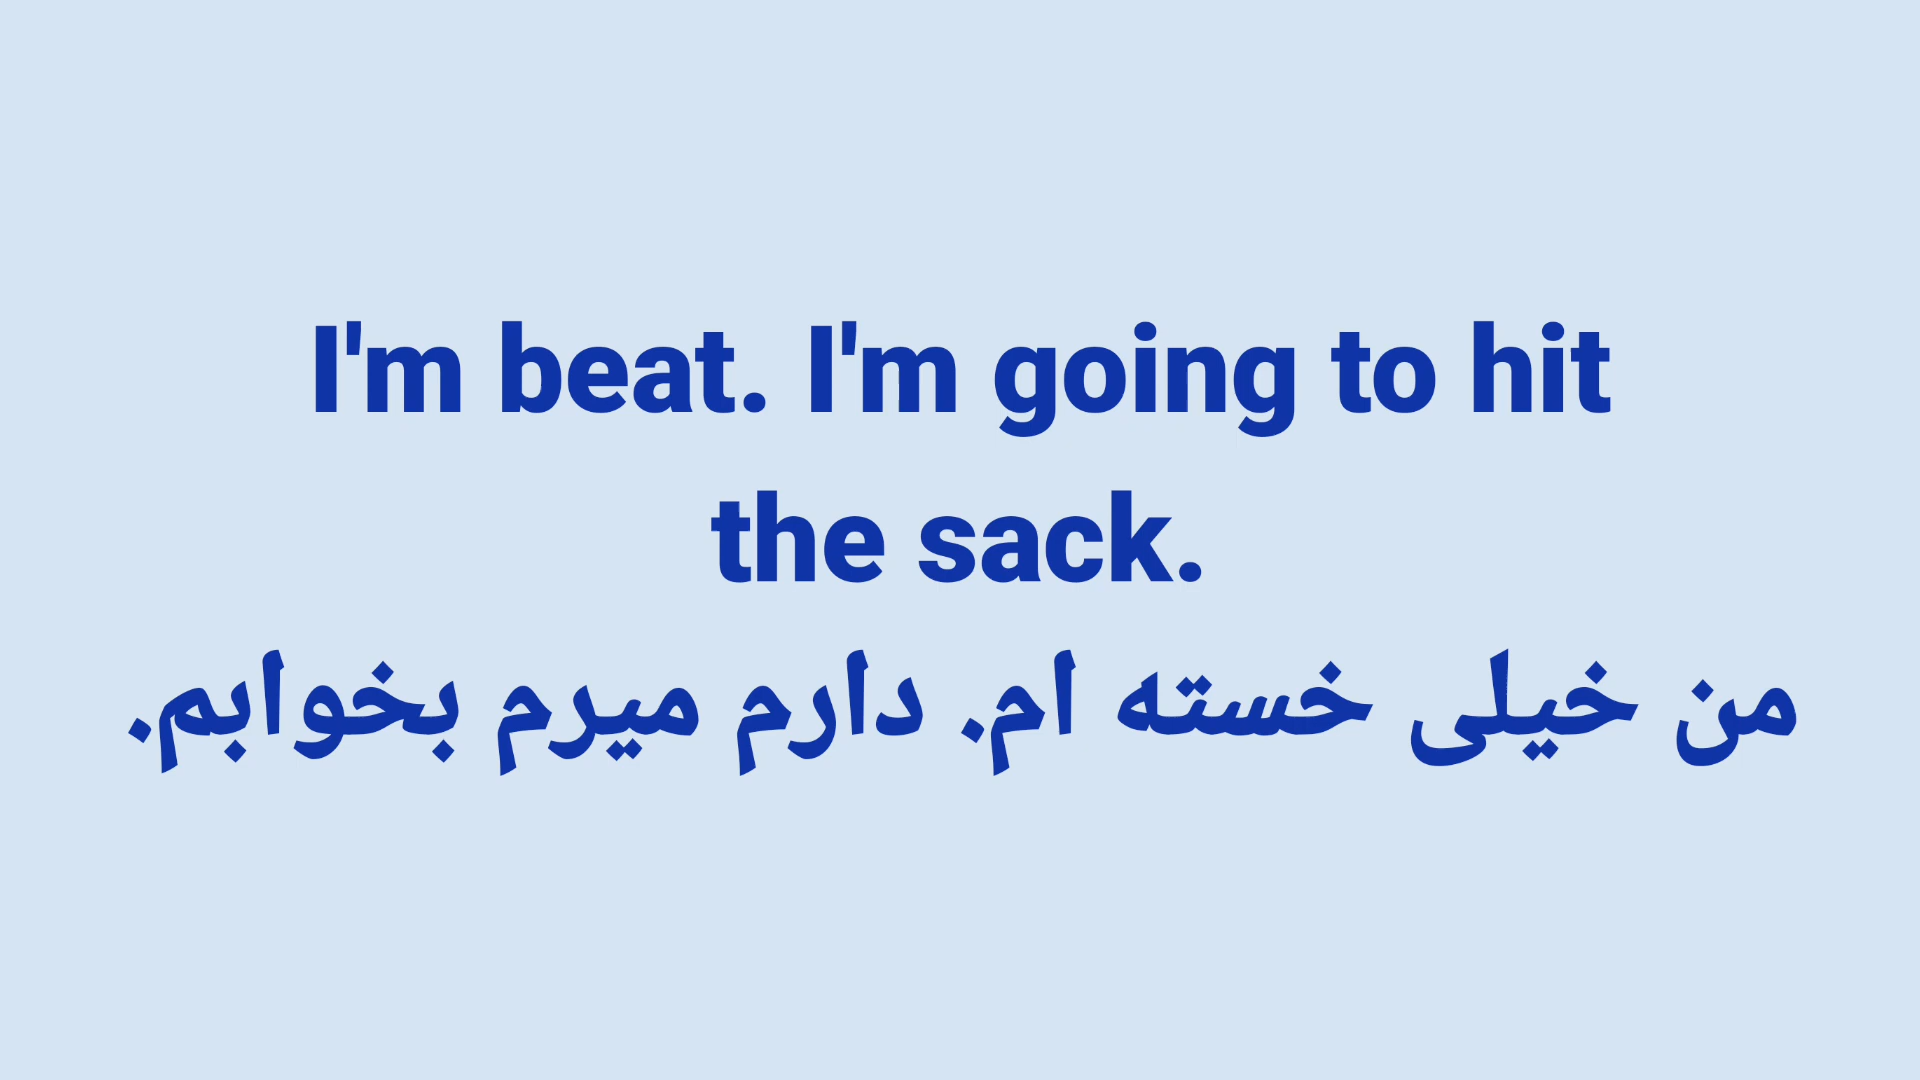 I'm beat. I'm going to hit
the sack.
من خیلی خسته ام. دارم میرم بخوابم.